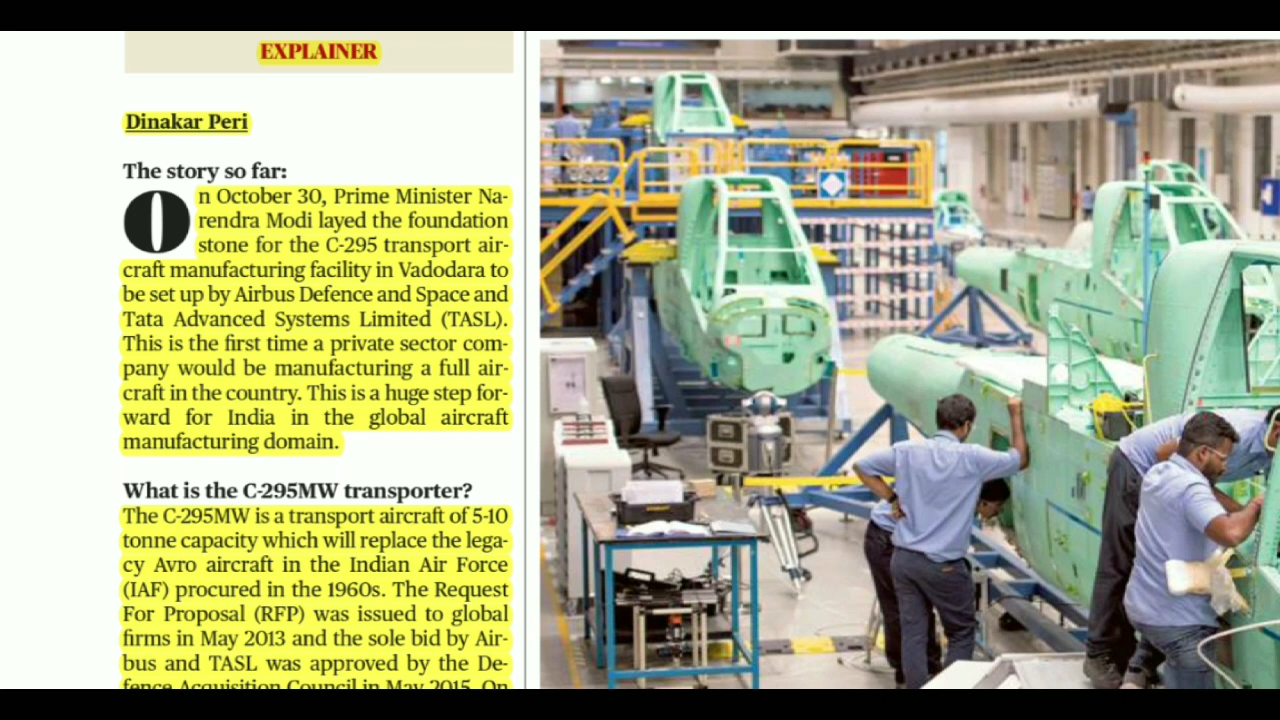 EXPLAINER
Dinakar Peri
The story so far:
On October 30, Prime Minister Na-
rendra Modi layed the foundation
stone for the C-295 transport air-
craft manufacturing facility in Vadodara to
be set up by Airbus Defence and Space and
Tata Advanced Systems Limited (TASL).
This is the first time a private sector com-
pany would be manufacturing a full air-
craft in the country. This is a huge step for-
ward for India in the global aircraft
manufacturing domain.
What is the C-295MW transporter?
The C-295MW is a transport aircraft of 5-10
tonne capacity which will replace the lega-
cy Avro aircraft in the Indian Air Force
(IAF) procured in the 1960s. The Request
For Proposal (RFP) was issued to global
firms in May 2013 and the sole bid by Air-
bus and TASL was approved by the De-
fence Acquisition Council in May 2015. On